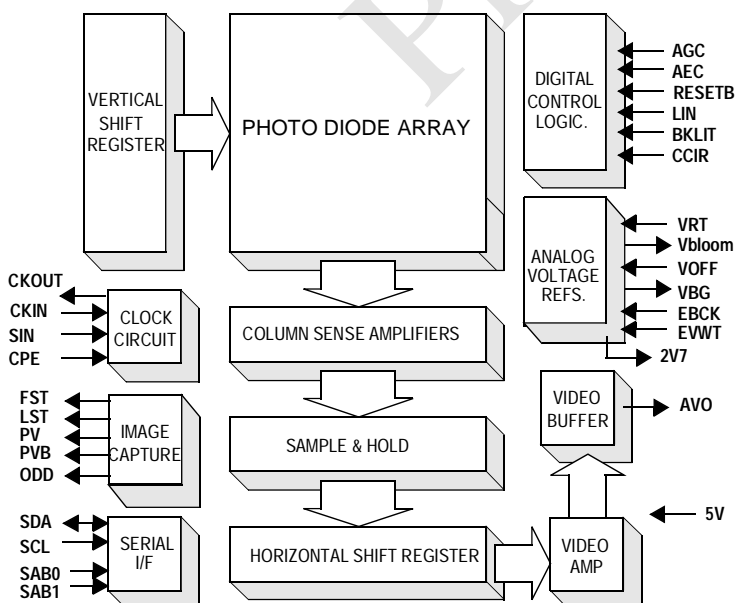 VERTICAL
SHIFT
REGISTER
PHOTO DIODE ARRAY
DIGITAL
CONTROL
LOGIC.
AGC
AEC
RESETB
LIN
BKLIT
CCIR
ANALOG
VOLTAGE
REFS.
VRT
Vbloom
VOFF
VBG
EBCK
EVWT
2V7
CKOUT
CKIN
SIN
CPE
CLOCK
CIRCUIT
COLUMN SENSE AMPLIFIERS
FST
LST
PV
PVB
ODD
IMAGE
CAPTURE
SAMPLE & HOLD
VIDEO
BUFFER
AVO
5V
SDA
SCL
SAB0
SAB1
SERIAL
I/F
HORIZONTAL SHIFT REGISTER
VIDEO
AMP